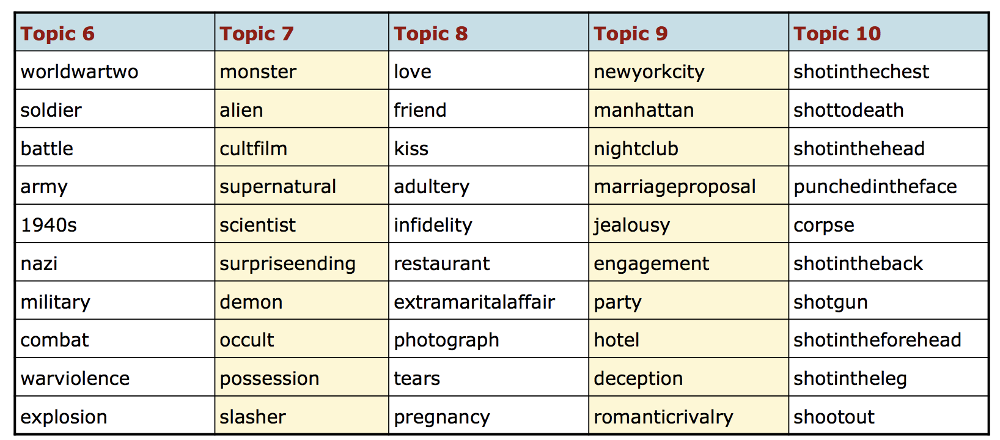 Topic 6 Topic 7 Topic 8 Topic 9 Topic 10
worldwartwo monster love newyorkcity shotinthechest
soldier alien friend manhattan shottodeath
battle cultfilm kiss nightclub shotinthehead
army supernatural adultery marriageproposal punchedintheface
1940s scientist infidelity jealousy corpse
nazi surpriseending restaurant engagement shotintheback
military demon extramaritalaffair party shotgun
combat occult photograph hotel shotintheforehead
warviolence possession tears deception shotintheleg
explosion slasher pregnancy romanticrivalry shootout